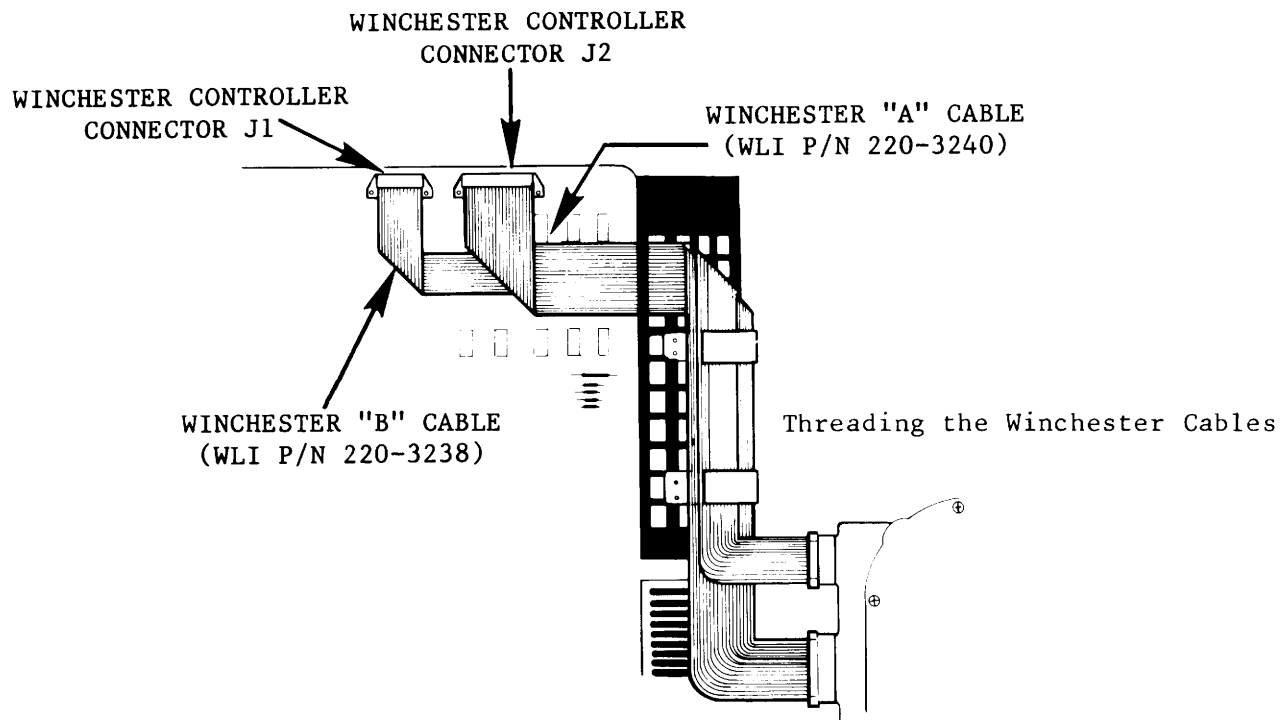 WINCHESTER CONTROLLER
CONNECTOR J2
WINCHESTER CONTROLLER
CONNECTOR J1
WINCHESTER "A" CABLE
(WLI P/N 220-3240)
WINCHESTER "B" CABLE
(WLI P/N 220-3238)
Threading the Winchester Cables